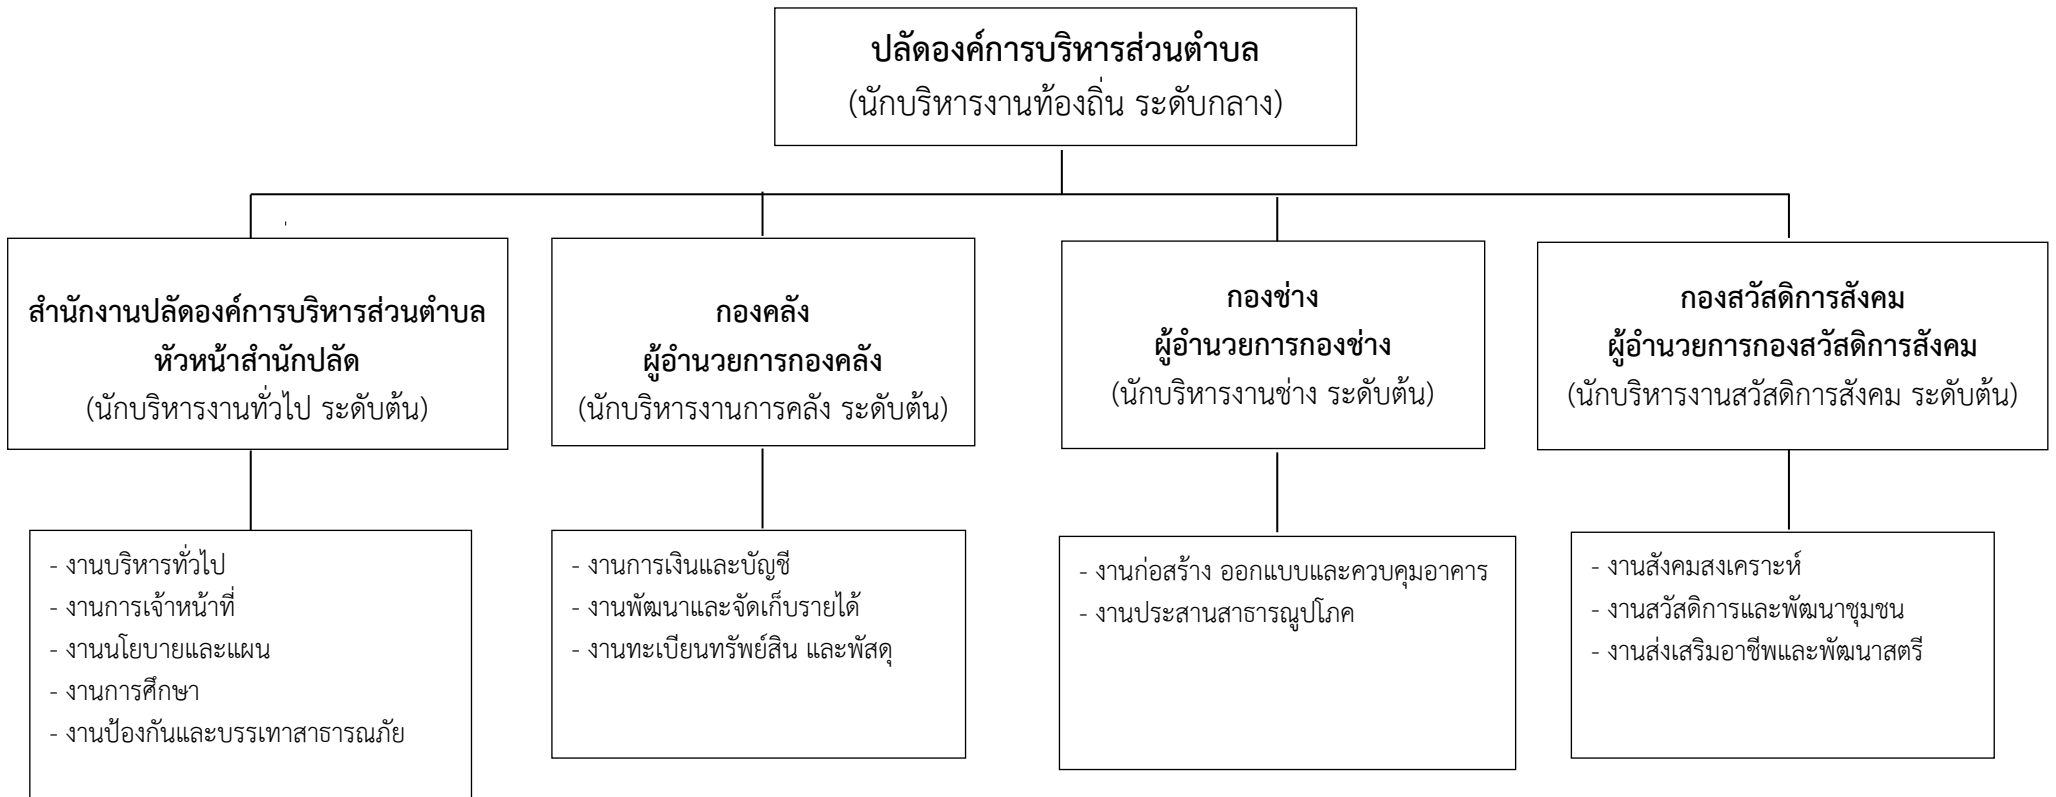 ปลัดองค์การบริหารส่วนตำบล
(นักบริหารงานท้องถิ่น ระดับกลาง)
สำนักงานปลัดองค์การบริหารส่วนตำบล
หัวหน้าสำนักปลัด
(นักบริหารงานทั่วไป ระดับต้น)
กองคลัง
ผู้อำนวยการกองคลัง
(นักบริหารงานการคลัง ระดับต้น)
กองช่าง
ผู้อำนวยการกองช่าง
(นักบริหารงานช่าง ระดับต้น)
กองสวัสดิการสังคม
ผู้อำนวยการกองสวัสดิการสังคม
(นักบริหารงานสวัสดิการสังคม ระดับต้น)
- งานบริหารทั่วไป
- งานการเจ้าหน้าที่
- งานนโยบายและแผน
- งานการศึกษา
- งานป้องกันและบรรเทาสาธารณภัย
- งานการเงินและบัญชี
- งานพัฒนาและจัดเก็บรายได้
- งานทะเบียนทรัพย์สิน และพัสดุ
- งานก่อสร้าง ออกแบบและควบคุมอาคาร
- งานประสานสาธารณูปโภค
- งานสังคมสงเคราะห์
- งานสวัสดิการและพัฒนาชุมชน
- งานส่งเสริมอาชีพและพัฒนาสตรี